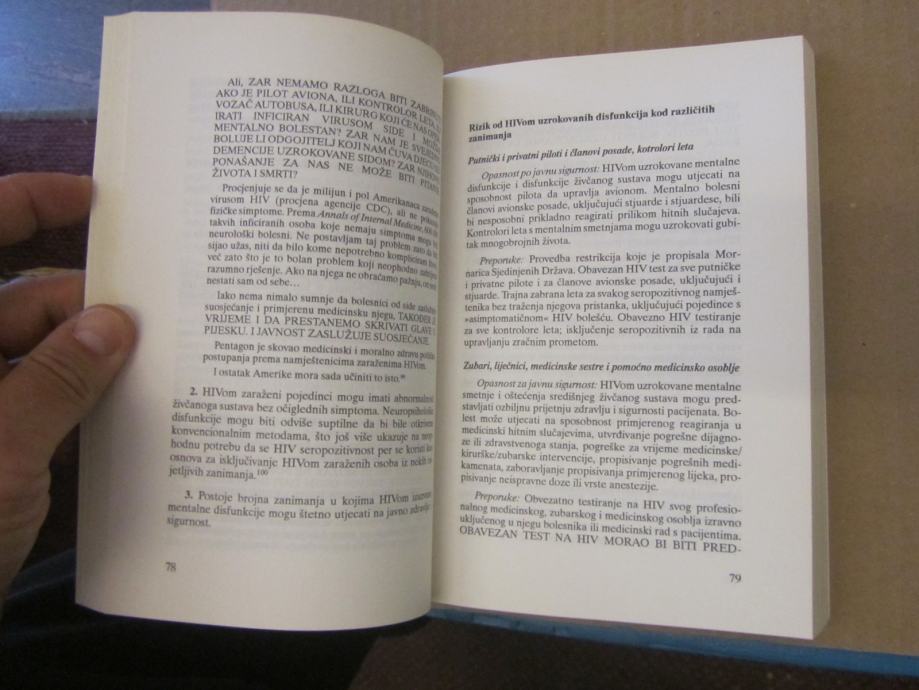 Ali, ZAR NEMAMO RAZLOGA BITI
AKO JE PILOT AVIONA, ILI KONTROLOR LETA,
VOZAČ AUTOBUSA, ILI KIRURG KOJI ĆE NAS
IRATI INFICIRAN VIRUSOM SIDE I
MENTALNO BOLESTAN? ZAR NAM JE
BOLUJE LI ODGOJITELJ KOJI NAM ČUVA DJECU
DEMENCIJE UZROKOVANE SIDOM? ZAR
PONAŠANJE ZA NAS NE MOŽE BITI
ŽIVOTA I SMRTI?
Procjenjuje se da je milijun i pol Amerikanaca
virusom HIV (procjena agencije CDC), ali ne
fizičke simptome. Prema Annals of Internal Medicine,
takvih inficiranih osoba koje nemaju simptoma
neurološki bolesni. Ne postavljam taj problem zato da
sijao užas, niti da bilo kome nepotrebno kompliciram
već zato što je to bolan problem koji neophodno
razumno rješenje. Ako na njega ne obraćamo pažnju,
nestati sam od sebe…
Iako nema nimalo sumnje da bolesnici od side
suosjećanje i primjerenu medicinsku njegu, TAKOĐER
VRIJEME I DA PRESTANEMO SKRIVATI GLAVE
PIJESKU. I JAVNOST ZASLUŽUJE SUOSJEĆANJE.
Pentagon je skovao medicinski i moralno zdravu
postupanja prema namještenicima zaraženima HIVom.
I ostatak Amerike mora sada učiniti to isto.
2. HIVom zaraženi pojedinci mogu imati abnormalnosti
živčanoga sustava bez očiglednih simptoma.
disfunkcije mogu biti odviše suptilne da bi bile
konvencionalnim metodama, što još više ukazuje na
hodnu potrebu da se HIV seropozitivnost per se koristi kao
osnova za isključivanje HIVom zaraženih osoba iz nekih
jetljivih zanimanja.100
3. Postoje brojna zanimanja u kojima HIVom
mentalne disfunkcije mogu štetno utjecati na javno zdravlje
sigurnost.
78
Rizik od HIVom uzrokovanih disfunkcija kod različitih
zanimanja
Putnički i privatni piloti i članovi posade, kotrolori leta
Opasnost po javnu sigurnost: HIVom uzrokovane mentalne
disfunkcije i disfunkcije živčanog sustava mogu utjecati na
sposobnost pilota da upravlja avionom. Mentalno bolesni
članovi avionske posade, uključujući stjuarde i stjuardese, bili
bi nesposobni prikladno reagirati prilikom hitnih slučajeva.
Kontrolori leta s mentalnim smetnjama mogu uzrokovati gubi-
tak mnogobrojnih života.
Preporuke: Provedba restrikcija koje je propisala Mor-
narica Sjedinjenih Država. Obavezan HIV test za sve putničke
i privatne pilote i za članove avionske posade, uključujući i
stjuarde. Trajna zabrana leta za svakog seropozitivnog namješ-
tenika bez traženja njegova pristanka, uključujući pojedince s
»asimptomatičnom« HIV bolešću. Obavezno HIV testiranje
za sve kontrolore leta; isključenje seropozitivnih iz rada na
upravljanju zračnim prometom.
Zubari, liječnici, medicinske sestre i pomoćno medicinsko osoblje
Opasnost za javnu sigurnost: HIVom uzrokovane mentalne
smetnje i oštećenja središnjeg živčanog sustava mogu pred-
stavljati ozbiljnu prijetnju zdravlju i sigurnosti pacijenata. Bo-
lest može utjecati na sposobnost primjerenog reagiranja u
medicinski hitnim slučajevima, utvrđivanje pogrešne dijagno-
ze ili zdravstvenoga stanja, pogreške za vrijeme medicinske/
kirurške/zubarske intervencije, propisivanje pogrešnih medi-
kamenata, zaboravljanje propisivanja primjerenog lijeka, pro-
pisivanje neispravne doze ili vrste anestezije.
Preporuke: Obvezatno testiranje na HIV svog profesio-
nalnog medicinskog, zubarskog i medicinskog osoblja izravno
uključenog u njegu bolesnika ili medicinski rad s pacijentima.
OBAVEZAN TEST NA HIV MORAO BI BITI PRED-
79